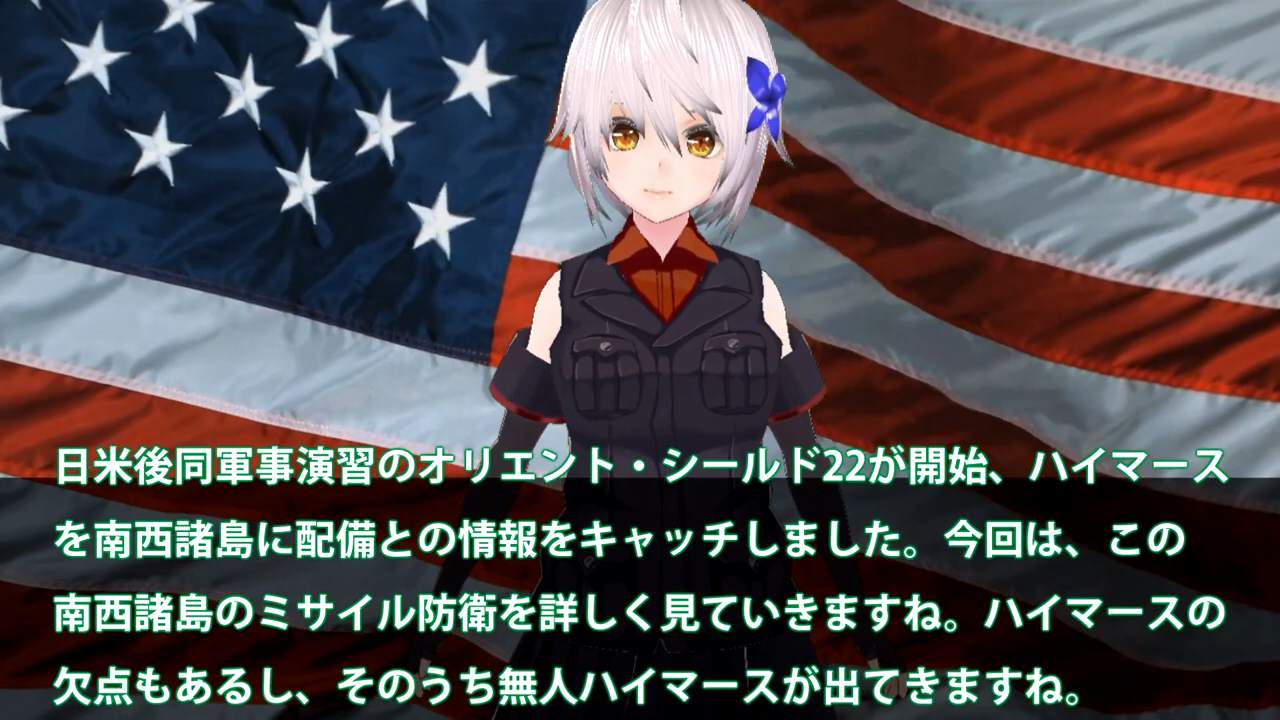 日米後同軍事演習のオリエント・シールド22が開始、ハイマース
を南西諸島に配備との情報をキャッチしました。今回は、この
南西諸島のミサイル防衛を詳しく見ていきますね。ハイマースの
欠点もあるし、そのうち無人ハイマースが出てきますね。